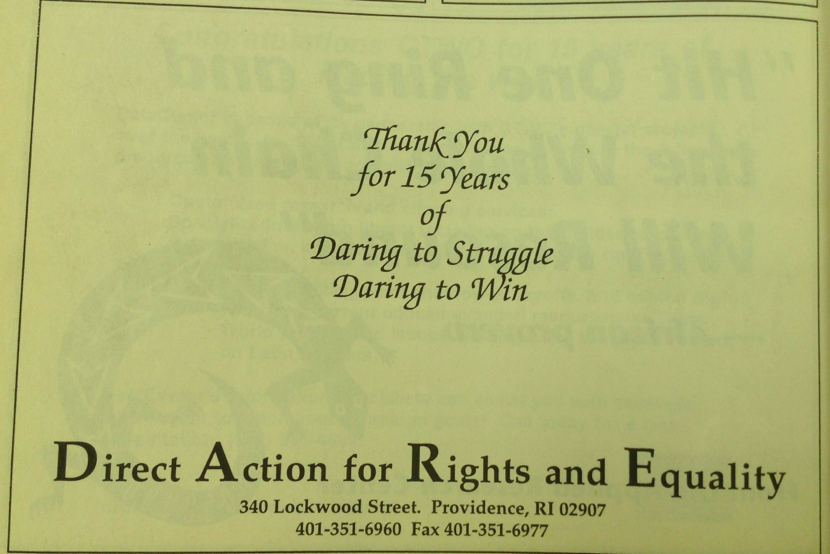 Thank You
for 15 Years
of
Daring to Struggle
Daring to Win
Direct Action for Rights and Equality
340 Lockwood Street. Providence, RI 02907
401-351-6960 Fax 401-351-6977